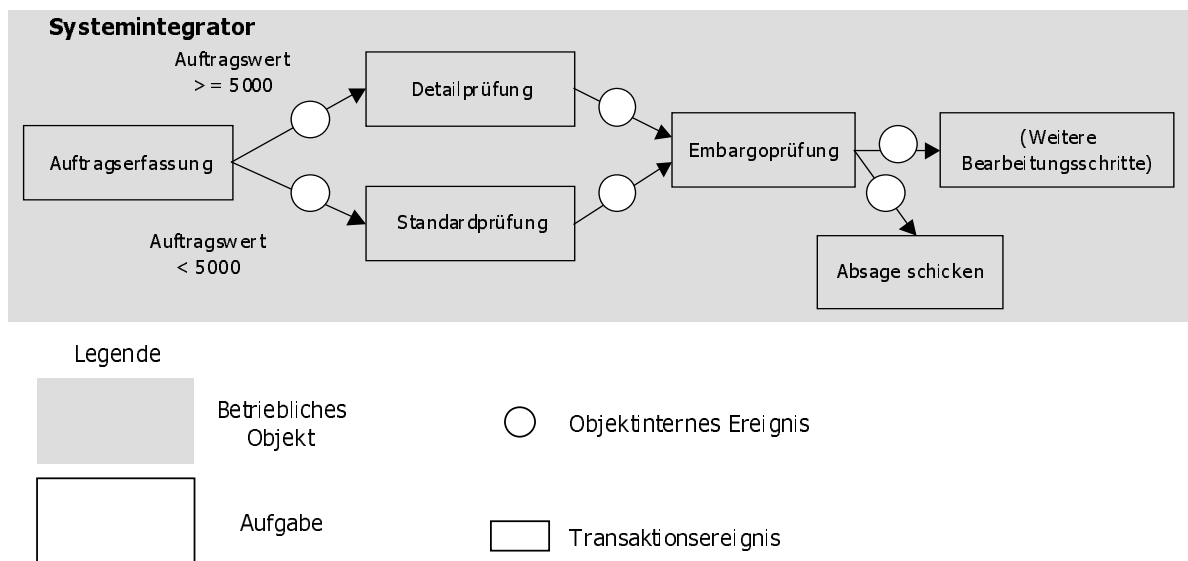 Systemintegrator
Auftragswert
>= 5000
Detailprüfung
Auftragserfassung
Embargoprüfung
(Weitere
Bearbeitungsschritte)
Standardprüfung
Auftragswert
< 5000
Absage schicken
Legende
Betriebliches
Objekt
Objektinternes Ereignis
Aufgabe
Transaktionsereignis